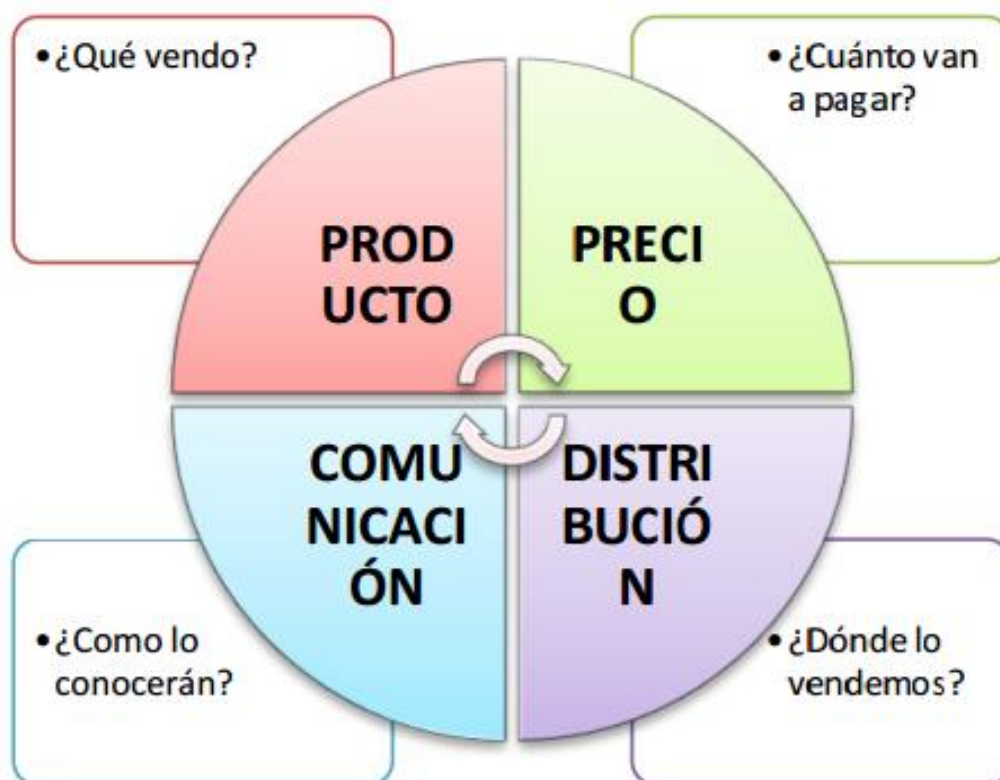 •¿Qué vendo?
•¿Cuánto van
a pagar?
PROD
UCTO
PRECI
O
COMU
NICACI
ÓN
DISTRI
BUCIÓ
N
•¿Como lo
conocerán?
•¿Dónde lo
vendemos?